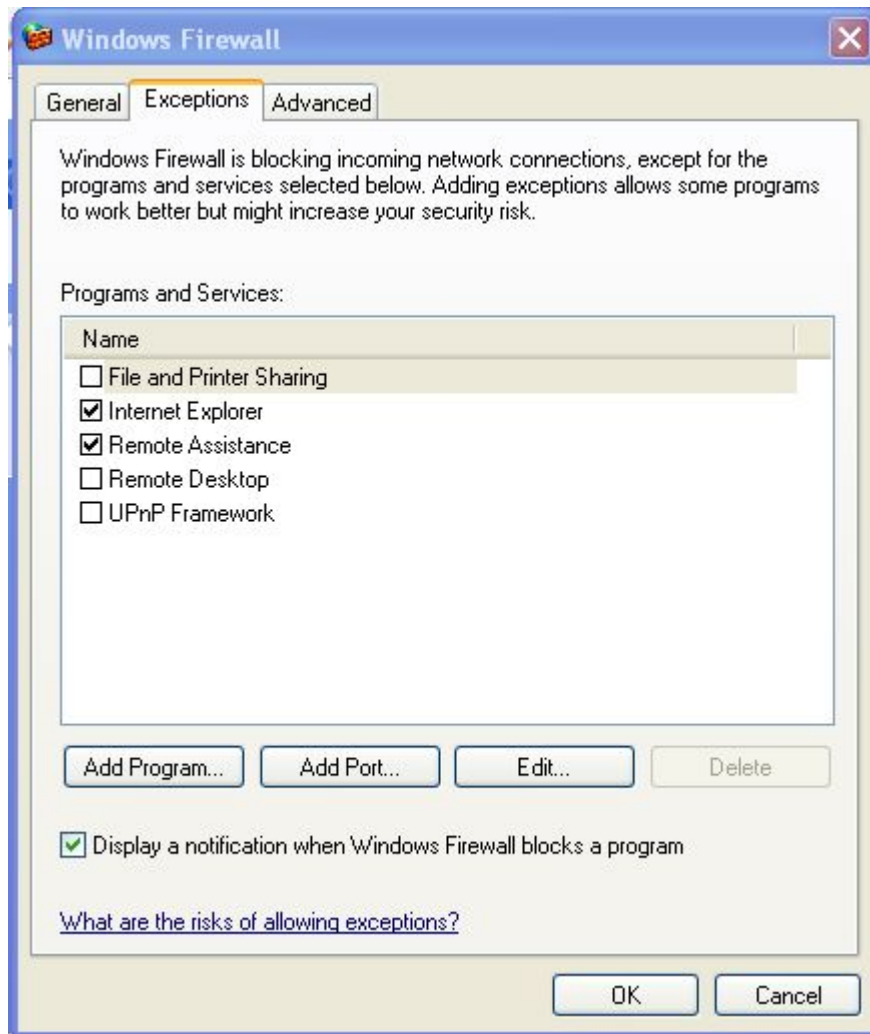 Windows Firewall
General Exceptions Advanced
Windows Firewall is blocking incoming network connections, except for the
programs and services selected below. Adding exceptions allows some programs
to work better but might increase your security risk.
Programs and Services:
Name
File and Printer Sharing
Internet Explorer
Remote Assistance
Remote Desktop
UPnP Framework
Add Program... Add Port... Edit... Delete
Display a notification when Windows Firewall blocks a program
What are the risks of allowing exceptions?
OK Cancel